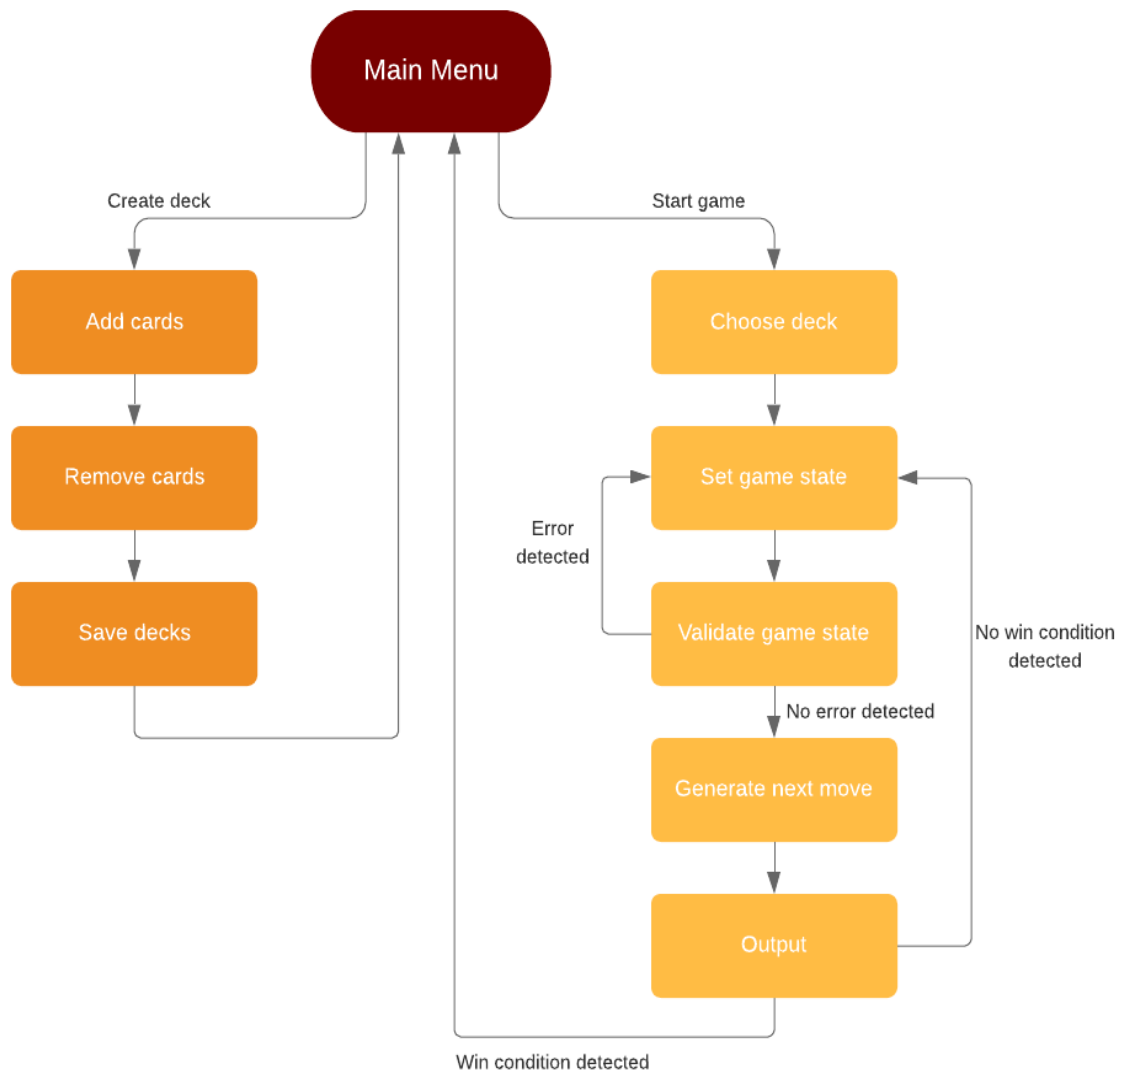 Main Menu
Create deck
Start game
Add cards
Choose deck
Remove cards
Set game state
Error
detected
Save decks
Validate game state
No win condition
detected
No error detected
Generate next move
Output
Win condition detected